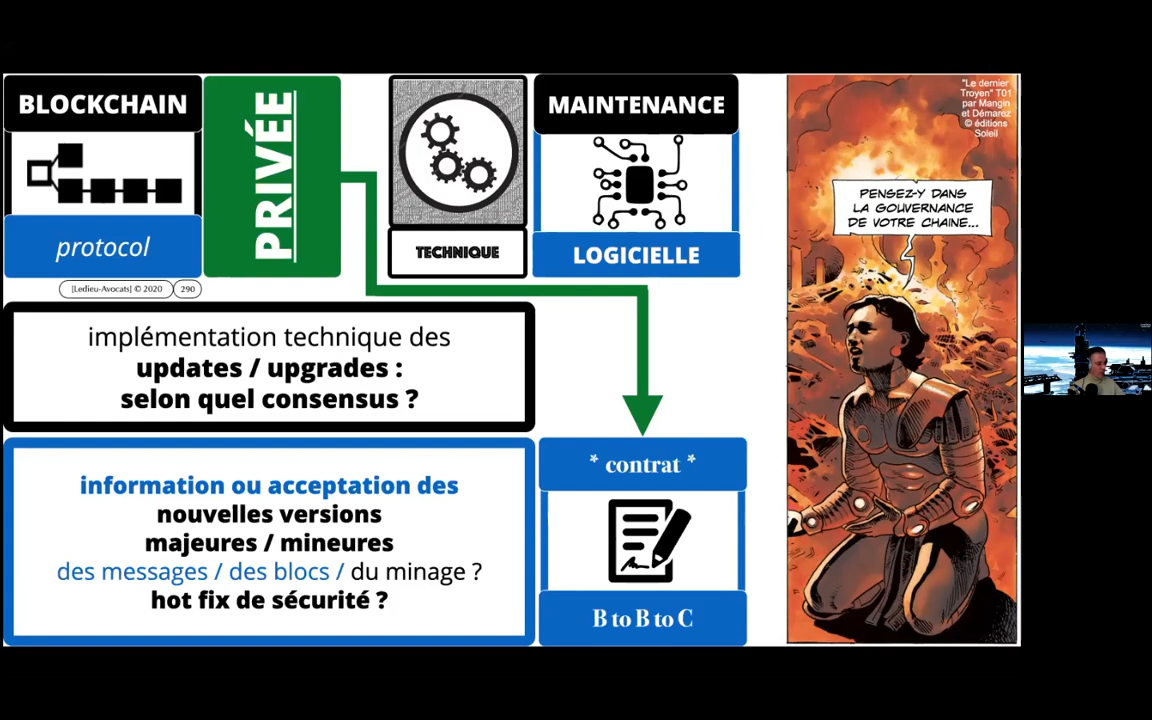 BLOCKCHAIN
protocol
PRIVÉE
TECHNIQUE
MAINTENANCE
LOGICIELLE
[Ledieu-Avocats] © 2020
290
implémentation technique des
updates / upgrades :
selon quel consensus ?
information ou acceptation des
nouvelles versions
majeures / mineures
des messages / des blocs / du minage ?
hot fix de sécurité ?
* contrat *
B to B to C
"Le dernier
Troyen" T01
par Mangin
et Démarez
© éditions
Soleil
PENSEZ-Y DANS
LA GOUVERNANCE
DE VOTRE CHAINE...